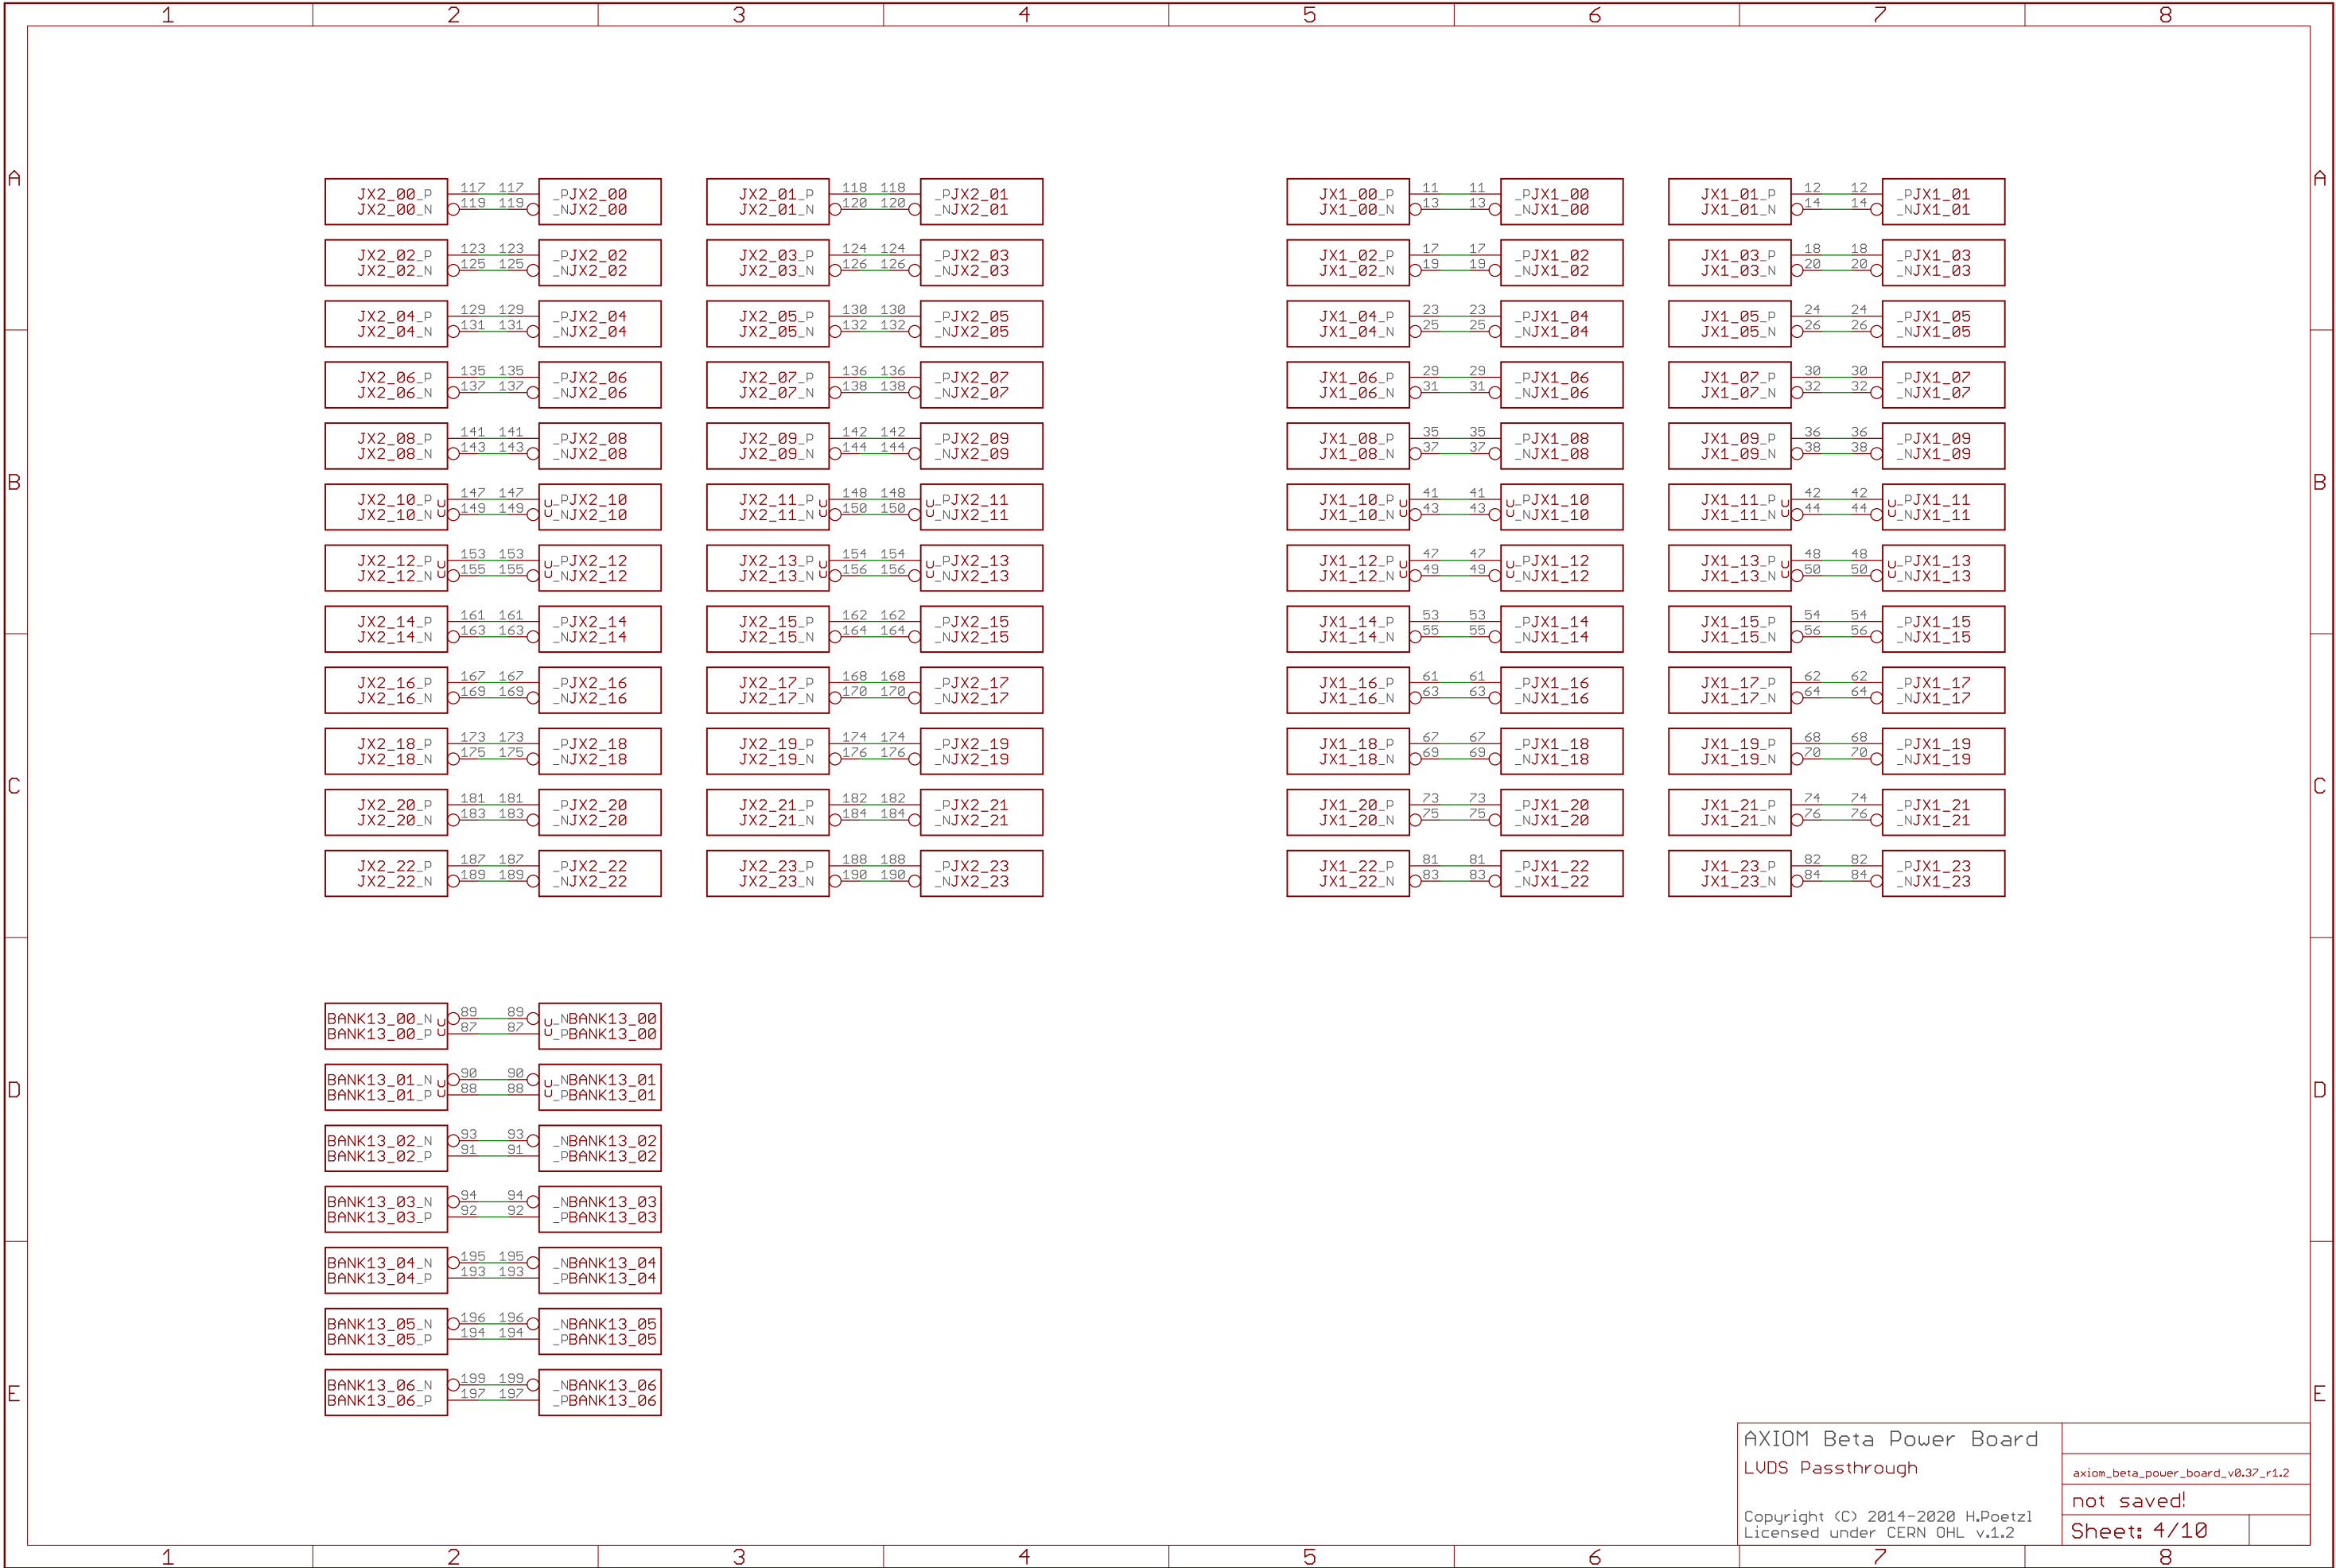 1 2 3 4 5 6 7 8
A A
JX2_00_P 117 117 _PJX2_00 JX2_01_P 118 118 _PJX2_01 JX1_00_P 11 11 _PJX1_00 JX1_01_P 12 12 _PJX1_01
JX2_00_N 119 119 _NJX2_00 JX2_01_N 120 120 _NJX2_01 JX1_00_N 13 13 _NJX1_00 JX1_01_N 14 14 _NJX1_01
JX2_02_P 123 123 _PJX2_02 JX2_03_P 124 124 _PJX2_03 JX1_02_P 17 17 _PJX1_02 JX1_03_P 18 18 _PJX1_03
JX2_02_N 125 125 _NJX2_02 JX2_03_N 126 126 _NJX2_03 JX1_02_N 19 19 _NJX1_02 JX1_03_N 20 20 _NJX1_03
JX2_04_P 129 129 _PJX2_04 JX2_05_P 130 130 _PJX2_05 JX1_04_P 23 23 _PJX1_04 JX1_05_P 24 24 _PJX1_05
JX2_04_N 131 131 _NJX2_04 JX2_05_N 132 132 _NJX2_05 JX1_04_N 25 25 _NJX1_04 JX1_05_N 26 26 _NJX1_05
JX2_06_P 135 135 _PJX2_06 JX2_07_P 136 136 _PJX2_07 JX1_06_P 29 29 _PJX1_06 JX1_07_P 30 30 _PJX1_07
JX2_06_N 137 137 _NJX2_06 JX2_07_N 138 138 _NJX2_07 JX1_06_N 31 31 _NJX1_06 JX1_07_N 32 32 _NJX1_07
JX2_08_P 141 141 _PJX2_08 JX2_09_P 142 142 _PJX2_09 JX1_08_P 35 35 _PJX1_08 JX1_09_P 36 36 _PJX1_09
JX2_08_N 143 143 _NJX2_08 JX2_09_N 144 144 _NJX2_09 JX1_08_N 37 37 _NJX1_08 JX1_09_N 38 38 _NJX1_09
B B
JX2_10_P 147 147 _PJX2_10 JX2_11_P 148 148 _PJX2_11 JX1_10_P 41 41 _PJX1_10 JX1_11_P 42 42 _PJX1_11
JX2_10_N 149 149 _NJX2_10 JX2_11_N 150 150 _NJX2_11 JX1_10_N 43 43 _NJX1_10 JX1_11_N 44 44 _NJX1_11
JX2_12_P 153 153 _PJX2_12 JX2_13_P 154 154 _PJX2_13 JX1_12_P 47 47 _PJX1_12 JX1_13_P 48 48 _PJX1_13
JX2_12_N 155 155 _NJX2_12 JX2_13_N 156 156 _NJX2_13 JX1_12_N 49 49 _NJX1_12 JX1_13_N 50 50 _NJX1_13
JX2_14_P 161 161 _PJX2_14 JX2_15_P 162 162 _PJX2_15 JX1_14_P 53 53 _PJX1_14 JX1_15_P 54 54 _PJX1_15
JX2_14_N 163 163 _NJX2_14 JX2_15_N 164 164 _NJX2_15 JX1_14_N 55 55 _NJX1_14 JX1_15_N 56 56 _NJX1_15
JX2_16_P 167 167 _PJX2_16 JX2_17_P 168 168 _PJX2_17 JX1_16_P 61 61 _PJX1_16 JX1_17_P 62 62 _PJX1_17
JX2_16_N 169 169 _NJX2_16 JX2_17_N 170 170 _NJX2_17 JX1_16_N 63 63 _NJX1_16 JX1_17_N 64 64 _NJX1_17
JX2_18_P 173 173 _PJX2_18 JX2_19_P 174 174 _PJX2_19 JX1_18_P 67 67 _PJX1_18 JX1_19_P 68 68 _PJX1_19
JX2_18_N 175 175 _NJX2_18 JX2_19_N 176 176 _NJX2_19 JX1_18_N 69 69 _NJX1_18 JX1_19_N 70 70 _NJX1_19
C C
JX2_20_P 181 181 _PJX2_20 JX2_21_P 182 182 _PJX2_21 JX1_20_P 73 73 _PJX1_20 JX1_21_P 74 74 _PJX1_21
JX2_20_N 183 183 _NJX2_20 JX2_21_N 184 184 _NJX2_21 JX1_20_N 75 75 _NJX1_20 JX1_21_N 76 76 _NJX1_21
JX2_22_P 187 187 _PJX2_22 JX2_23_P 188 188 _PJX2_23 JX1_22_P 81 81 _PJX1_22 JX1_23_P 82 82 _PJX1_23
JX2_22_N 189 189 _NJX2_22 JX2_23_N 190 190 _NJX2_23 JX1_22_N 83 83 _NJX1_22 JX1_23_N 84 84 _NJX1_23
BANK13_00_N 89 89 _NBANK13_00
BANK13_00_P 87 87 _PBANK13_00
BANK13_01_N 90 90 _NBANK13_01
D D
BANK13_01_P 88 88 _PBANK13_01
BANK13_02_N 93 93 _NBANK13_02
BANK13_02_P 91 91 _PBANK13_02
BANK13_03_N 94 94 _NBANK13_03
BANK13_03_P 92 92 _PBANK13_03
BANK13_04_N 195 195 _NBANK13_04
BANK13_04_P 193 193 _PBANK13_04
BANK13_05_N 196 196 _NBANK13_05
BANK13_05_P 194 194 _PBANK13_05
BANK13_06_N 199 199 _NBANK13_06
E E
BANK13_06_P 197 197 _PBANK13_06
AXIOM Beta Power Board
LVDS Passthrough
axiom_beta_power_board_v0.37_r1.2
not saved!
Copyright (C) 2014-2020 H.Poetzl
Licensed under CERN OHL v.1.2
Sheet: 4/10
1 2 3 4 5 6 7 8